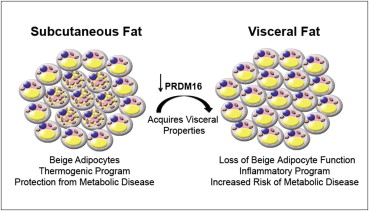 Subcutaneous Fat
Visceral Fat
↓ PRDM16
Acquires Visceral
Properties
Beige Adipocytes
Thermogenic Program
Protection from Metabolic Disease
Loss of Beige Adipocyte Function
Inflammatory Program
Increased Risk of Metabolic Disease